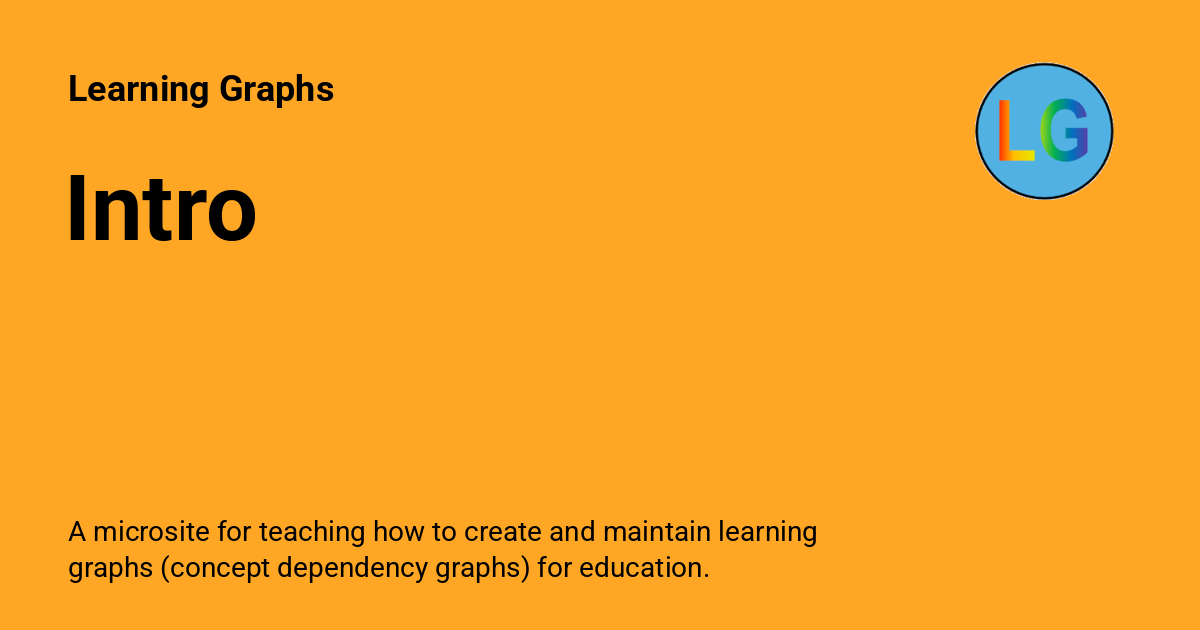 Learning Graphs
LG
Intro
A microsite for teaching how to create and maintain learning
graphs (concept dependency graphs) for education.